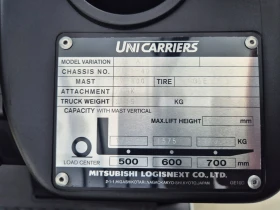 UNICARRIERS
MODEL VARIATION
CHASSIS NO.
MAST TIRE
ATTACHMENT
TRUCK WEIGHT KG
CAPACITY WITH MAST VERTICAL
MAX.LIFT HEIGHT mm
KG
LOAD CENTER 500 600 700 mm
MITSUBISHI LOGISNEXT CO., LTD.